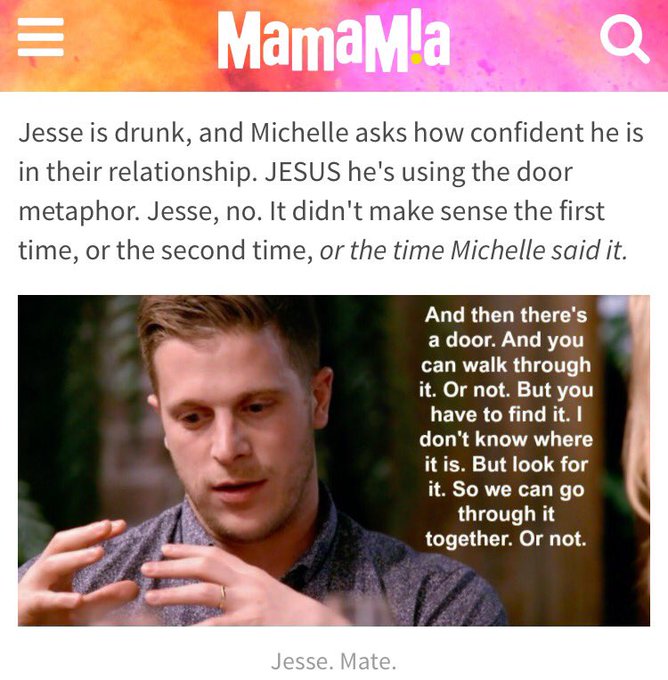 MamaMia
Jesse is drunk, and Michelle asks how confident he is
in their relationship. JESUS he's using the door
metaphor. Jesse, no. It didn't make sense the first
time, or the second time, or the time Michelle said it.
And then there's
a door. And you
can walk through
it. Or not. But you
have to find it. I
don't know where
it is. But look for
it. So we can go
through it
together. Or not.
Jesse. Mate.